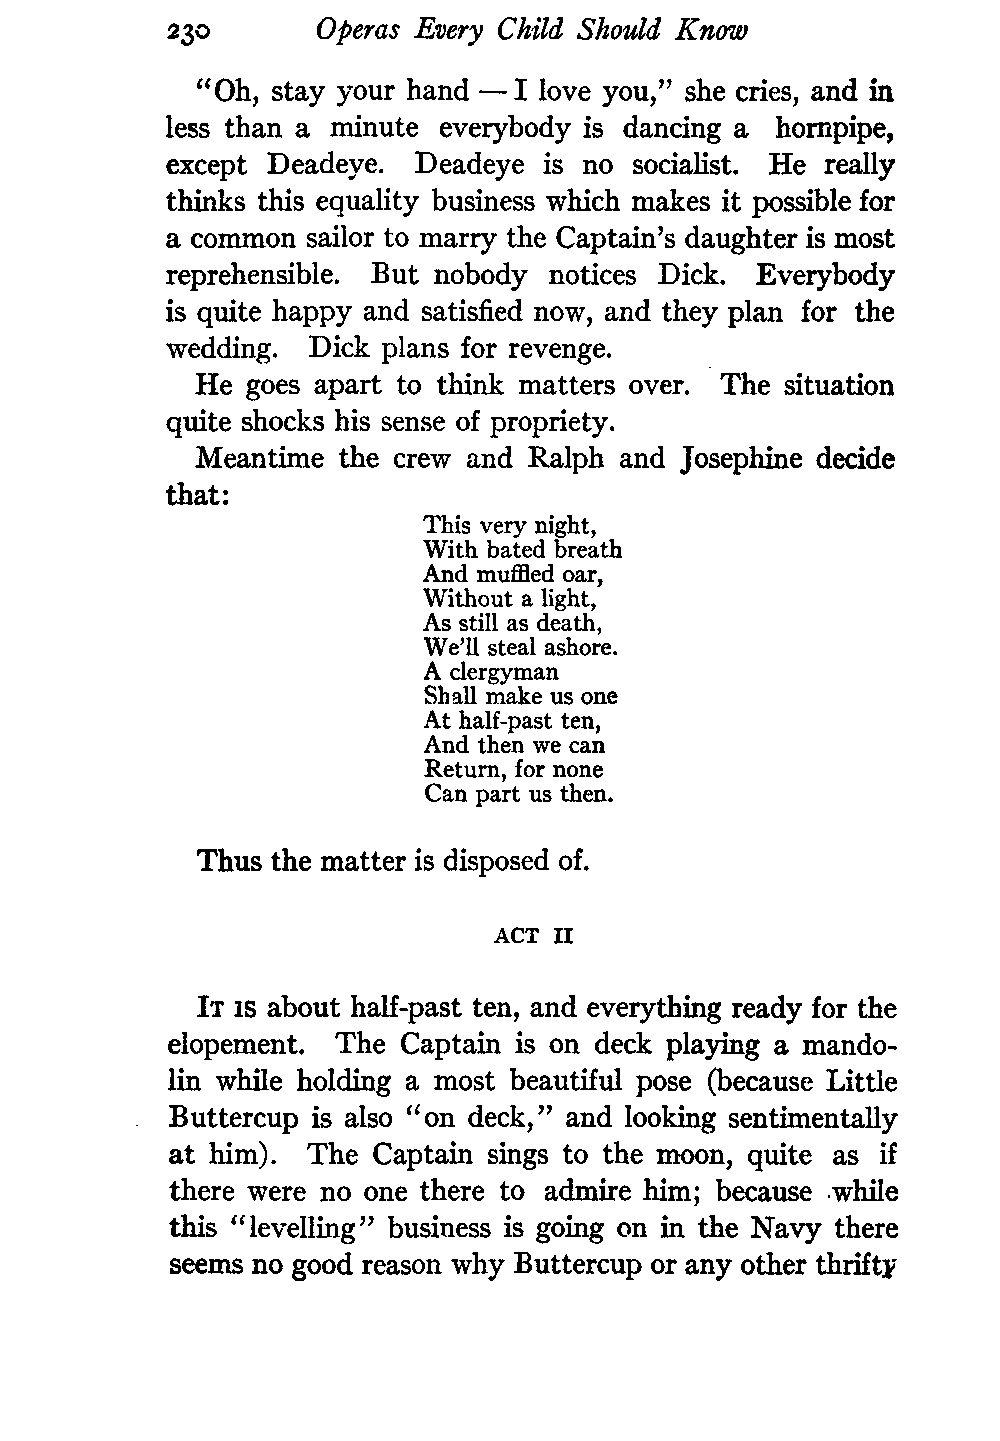 230 Operas Every Child Should Know
"Oh, stay your hand — I love you," she cries, and in
less than a minute everybody is dancing a hornpipe,
except Deadeye. Deadeye is no socialist. He really
thinks this equality business which makes it possible for
a common sailor to marry the Captain's daughter is most
reprehensible. But nobody notices Dick. Everybody
is quite happy and satisfied now, and they plan for the
wedding. Dick plans for revenge.
He goes apart to think matters over. The situation
quite shocks his sense of propriety.
Meantime the crew and Ralph and Josephine decide
that:
This very night,
With bated breath
And muffled oar,
Without a light,
As still as death,
We'll steal ashore.
A clergyman
Shall make us one
At half-past ten,
And then we can
Return, for none
Can part us then.
Thus the matter is disposed of.
ACT II
IT IS about half-past ten, and everything ready for the
elopement. The Captain is on deck playing a mando-
lin while holding a most beautiful pose (because Little
Buttercup is also "on deck," and looking sentimentally
at him). The Captain sings to the moon, quite as if
there were no one there to admire him; because while
this "levelling" business is going on in the Navy there
seems no good reason why Buttercup or any other thrifty